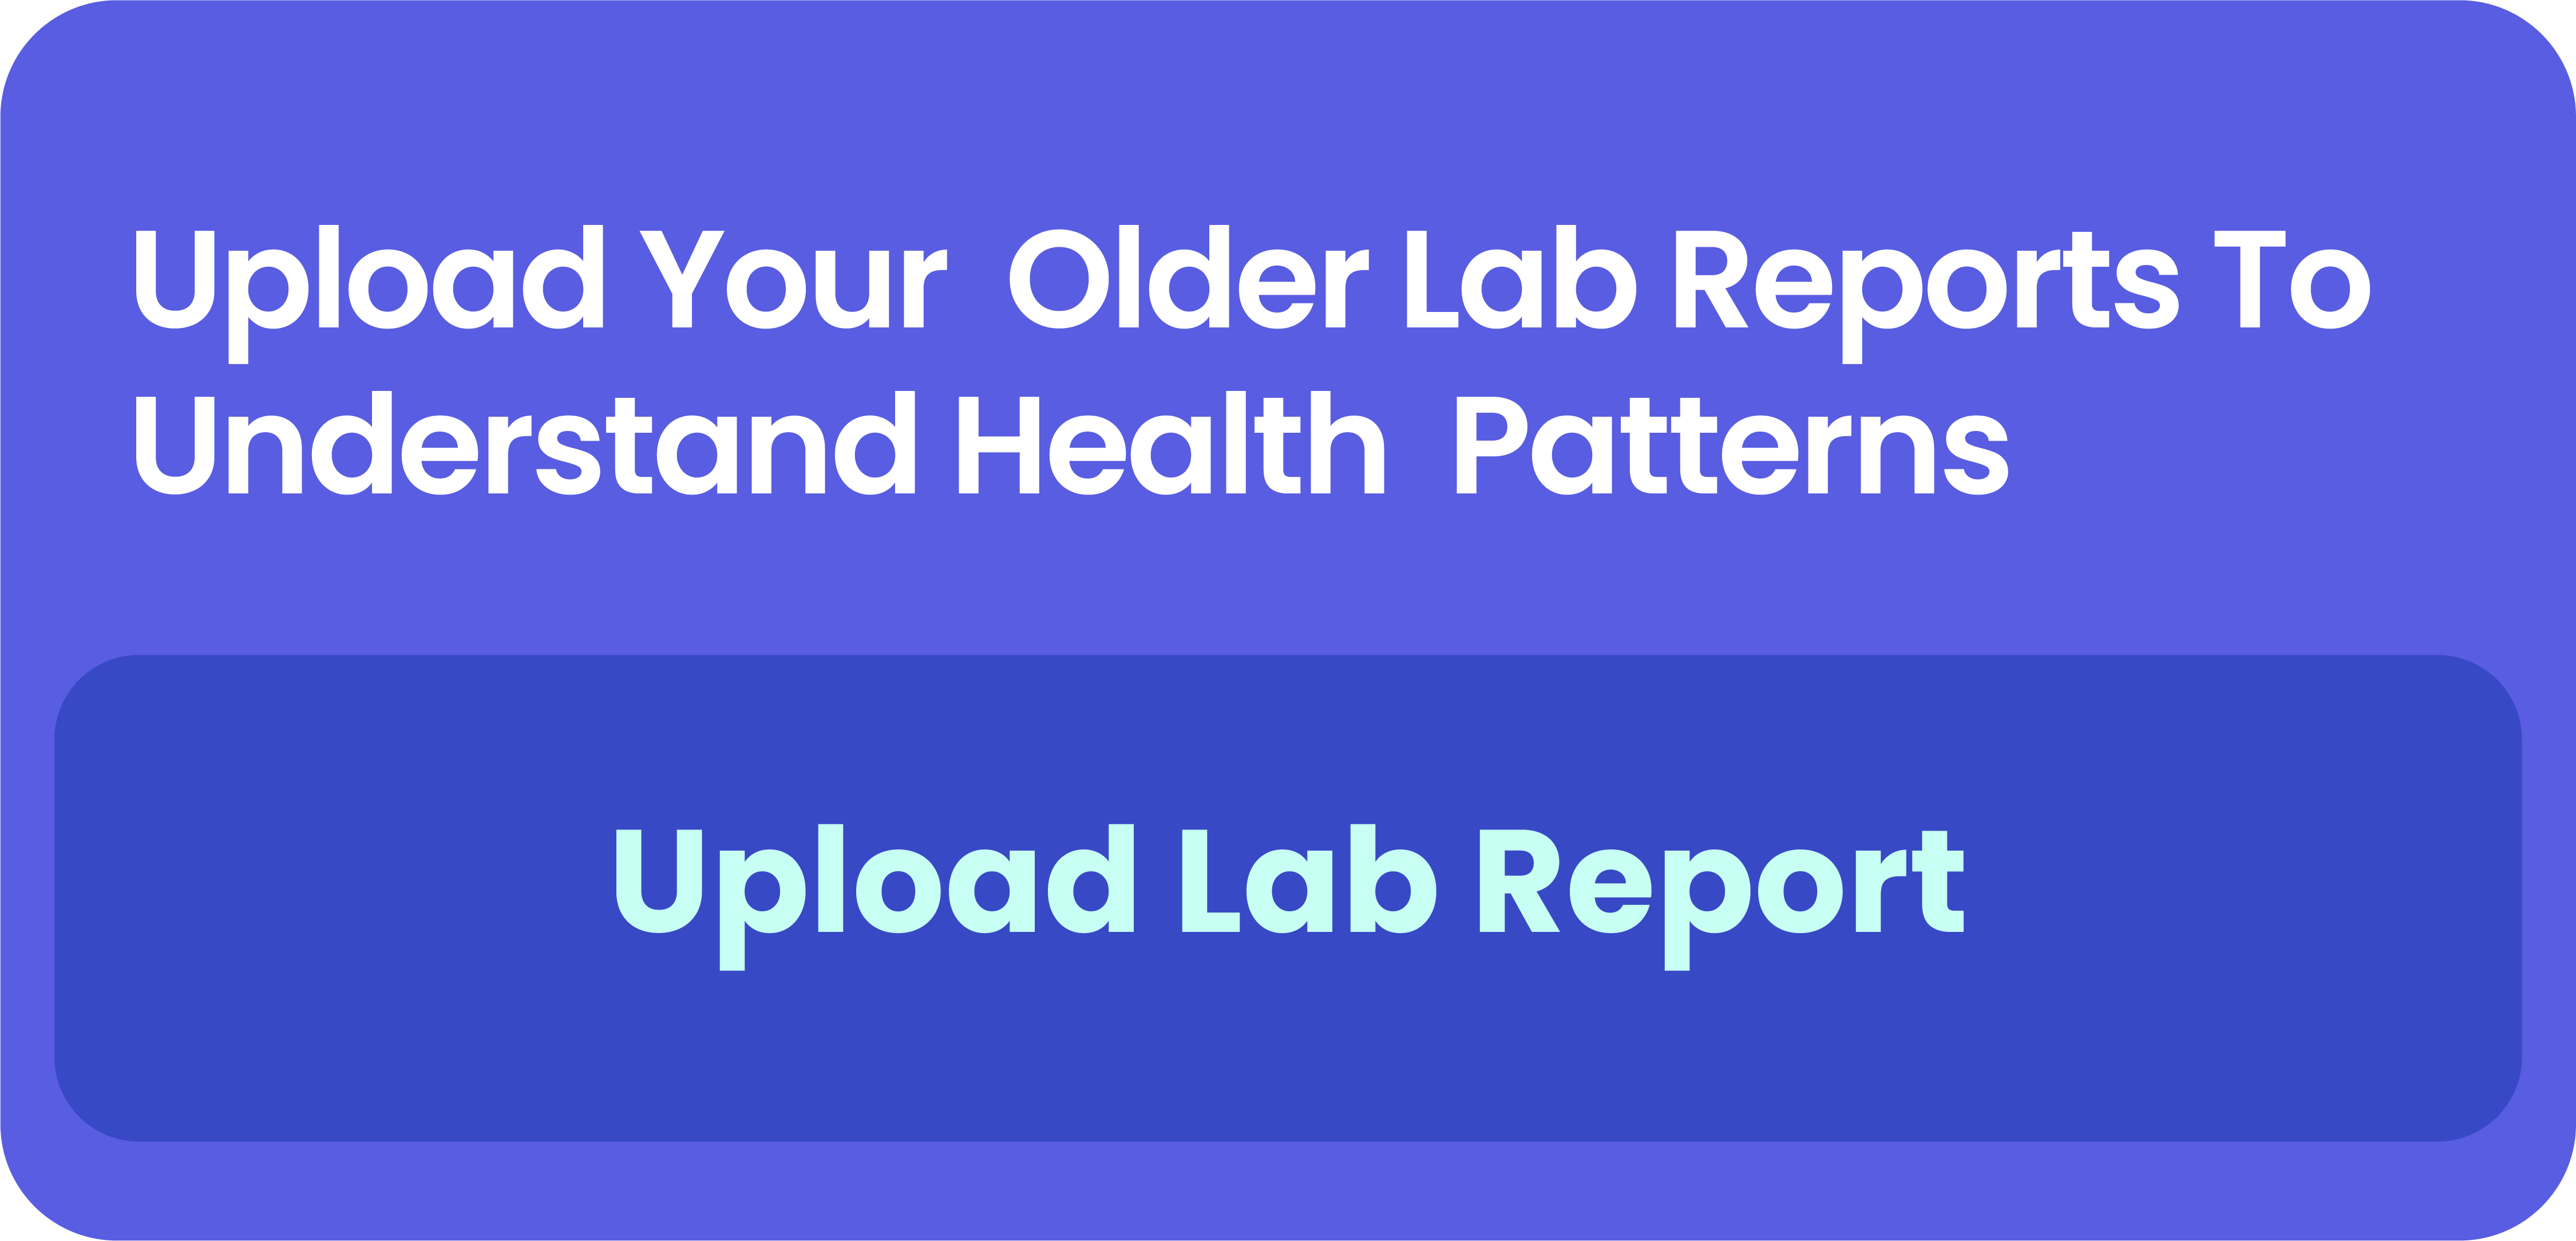 Upload Your  Older Lab Reports To
Understand Health  Patterns
Upload Lab Report